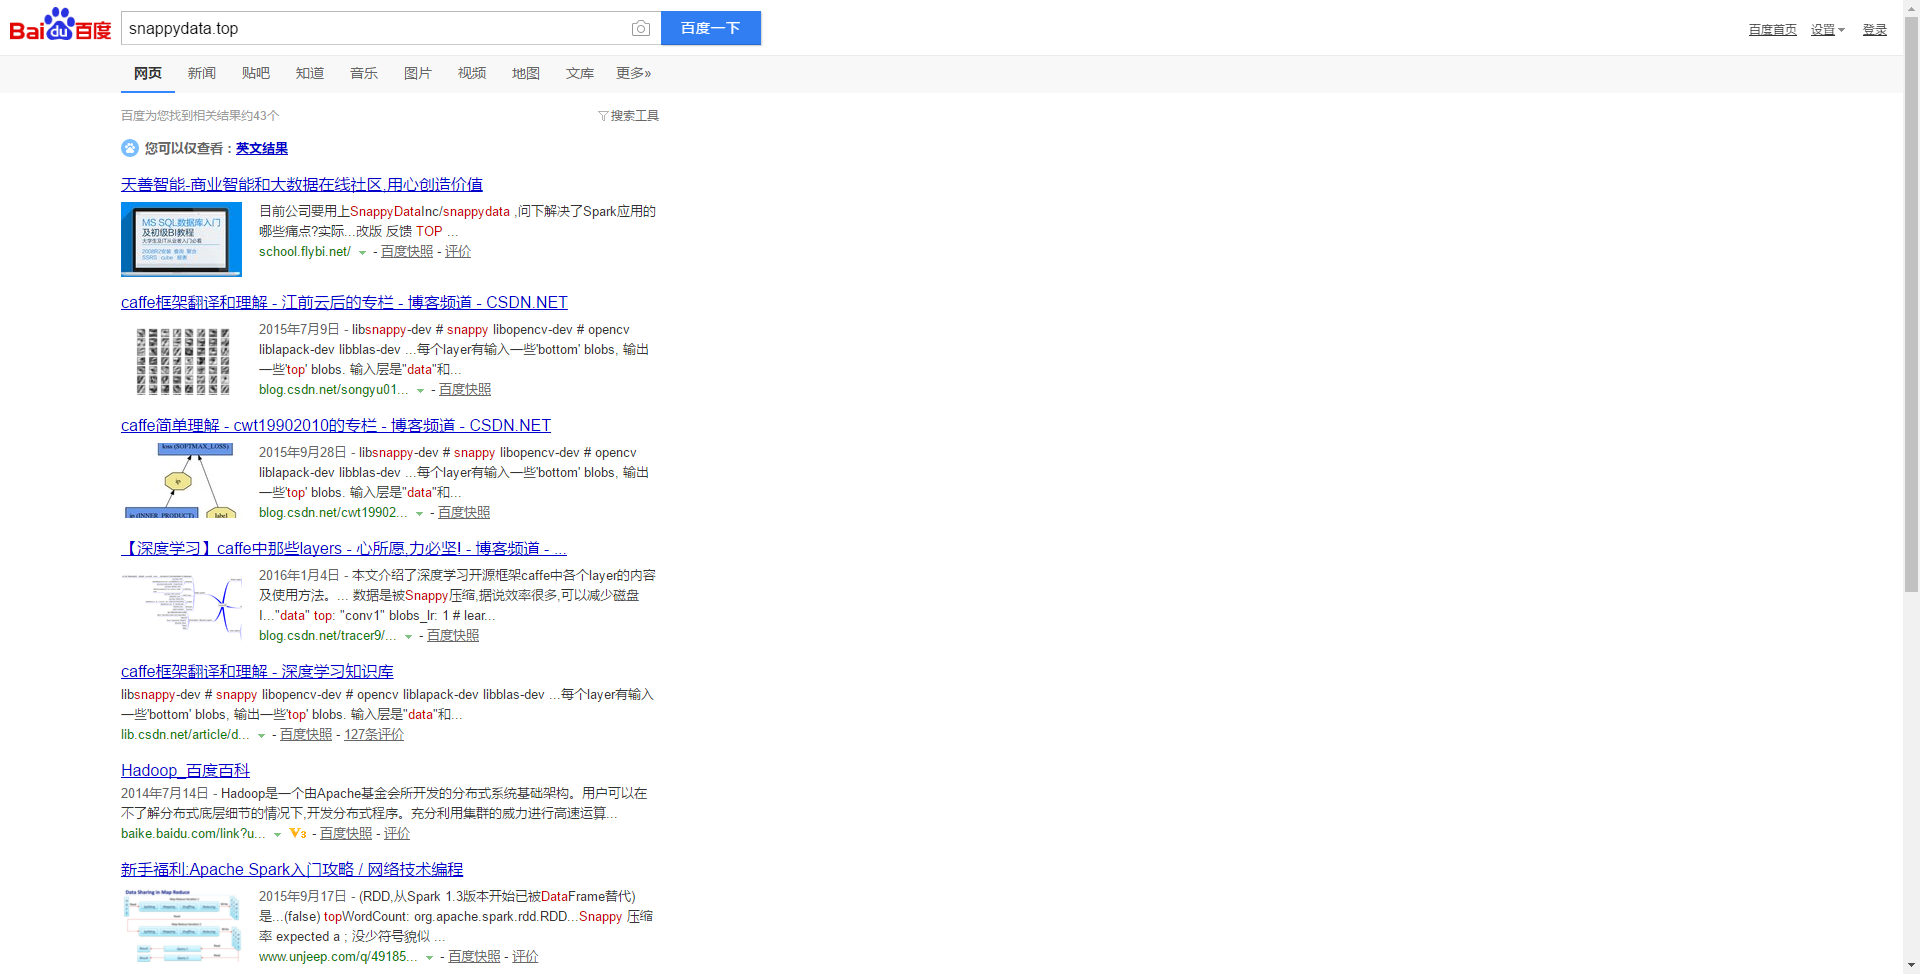 Baidu百度
snappydata.top
百度一下
百度首页 设置 登录
网页 新闻 贴吧 知道 音乐 图片 视频 地图 文库 更多»
百度为您找到相关结果约43个
搜索工具
您可以仅查看：英文结果
天善智能-商业智能和大数据在线社区,用心创造价值
MS SQL数据库入门
及初级BI教程
大学生及IT从业者入门必看
目前公司要用上SnappyDataInc/snappydata ,问下解决了Spark应用的
哪些痛点?实际...改版 反馈 TOP ...
school.flybi.net/ - 百度快照 - 评价
caffe框架翻译和理解 - 江前云后的专栏 - 博客频道 - CSDN.NET
2015年7月9日 - libsnappy-dev # snappy libopencv-dev # opencv
liblapack-dev libblas-dev ...每个layer有输入一些'bottom' blobs, 输出
一些'top' blobs. 输入层是"data"和...
blog.csdn.net/songyu01... - 百度快照
caffe简单理解 - cwt19902010的专栏 - 博客频道 - CSDN.NET
loss (SOFTMAX_LOSS)
ip
ip (INNER_PRODUCT)
label
2015年9月28日 - libsnappy-dev # snappy libopencv-dev # opencv
liblapack-dev libblas-dev ...每个layer有输入一些'bottom' blobs, 输出
一些'top' blobs. 输入层是"data"和...
blog.csdn.net/cwt19902... - 百度快照
【深度学习】caffe中那些layers - 心所愿,力必坚! - 博客频道 - ...
2016年1月4日 - 本文介绍了深度学习开源框架caffe中各个layer的内容
及使用方法。... 数据是被Snappy压缩,据说效率很多,可以减少磁盘
I..."data" top: "conv1" blobs_lr: 1 # lear...
blog.csdn.net/tracer9/... - 百度快照
caffe框架翻译和理解 - 深度学习知识库
libsnappy-dev # snappy libopencv-dev # opencv liblapack-dev libblas-dev ...每个layer有输入
一些'bottom' blobs, 输出一些'top' blobs. 输入层是"data"和...
lib.csdn.net/article/d... - 百度快照 - 127条评价
Hadoop_百度百科
2014年7月14日 - Hadoop是一个由Apache基金会所开发的分布式系统基础架构。用户可以在
不了解分布式底层细节的情况下,开发分布式程序。充分利用集群的威力进行高速运算...
baike.baidu.com/link?u... V3 - 百度快照 - 评价
新手福利:Apache Spark入门攻略 / 网络技术编程
Data Sharing in Map Reduce
2015年9月17日 - (RDD,从Spark 1.3版本开始已被DataFrame替代)
是...(false) topWordCount: org.apache.spark.rdd.RDD...Snappy 压缩
率 expected a ; 没少符号貌似 ...
www.unjeep.com/q/49185... - 百度快照 - 评价